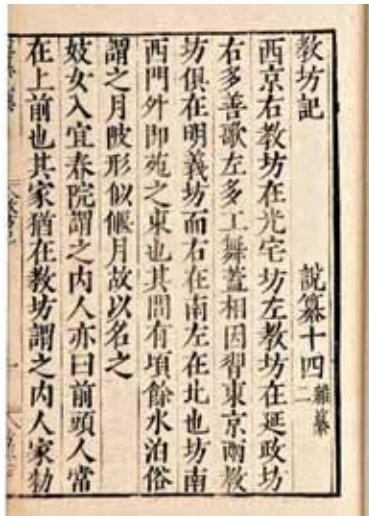 教坊記
說纂十四 雜纂二
西京右教坊在光宅坊左教坊在延政坊
右多善歌左多工舞蓋相因習東京兩教
坊俱在明義坊而右在南左在北也坊南
西門外即苑之東也其間有頃餘水泊俗
謂之月陂形似偃月故以名之
妓女入宜春院謂之內人亦曰前頭人常
在上前也其家猶在教坊謂之內人家勅